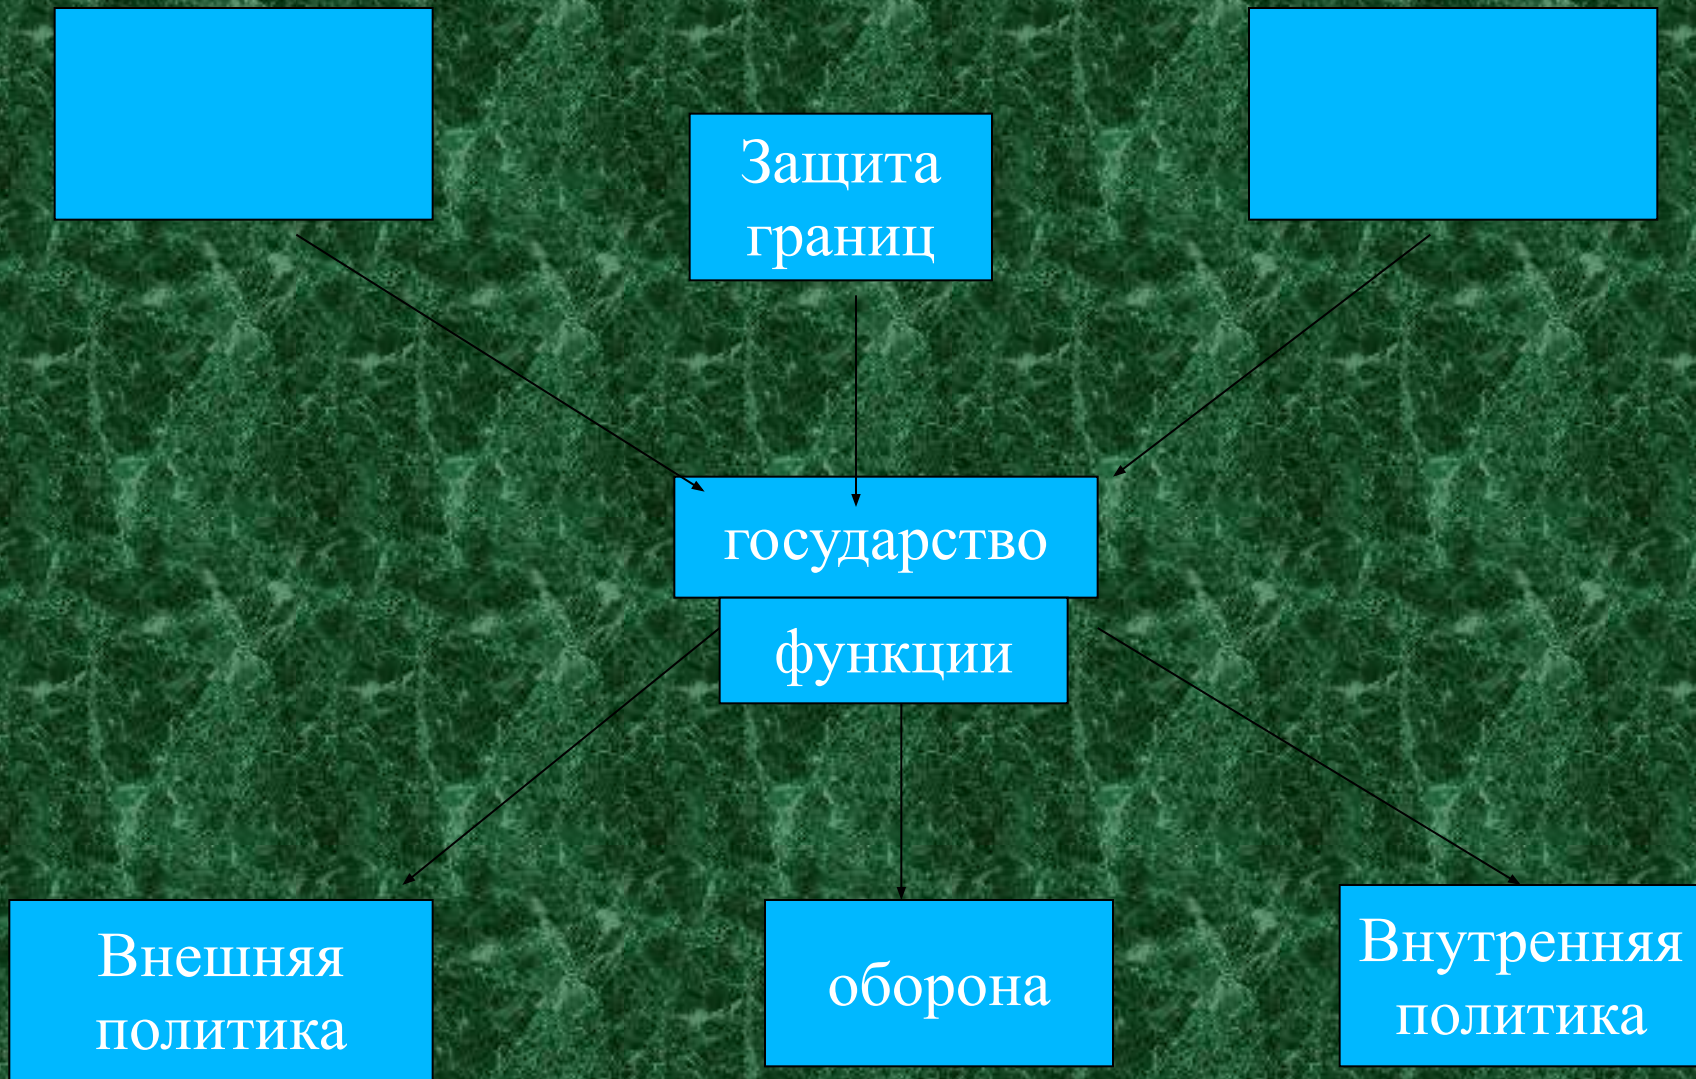 Защита
границ
государство
функции
Внешняя
политика
оборона
Внутренняя
политика